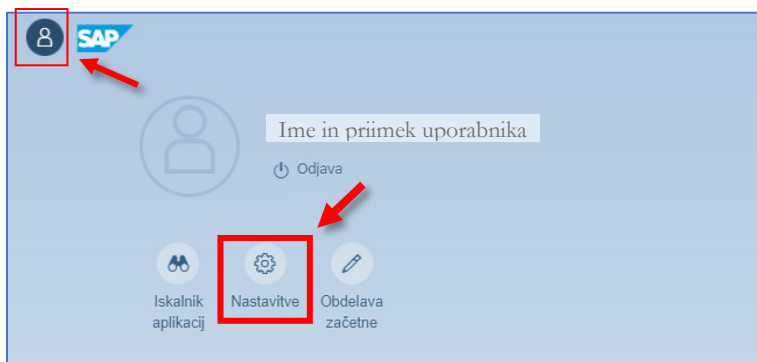 SAP
Ime in priimek uporabnika
Odjava
Iskalnik
aplikacij
Nastavitve
Obdelava
začetne